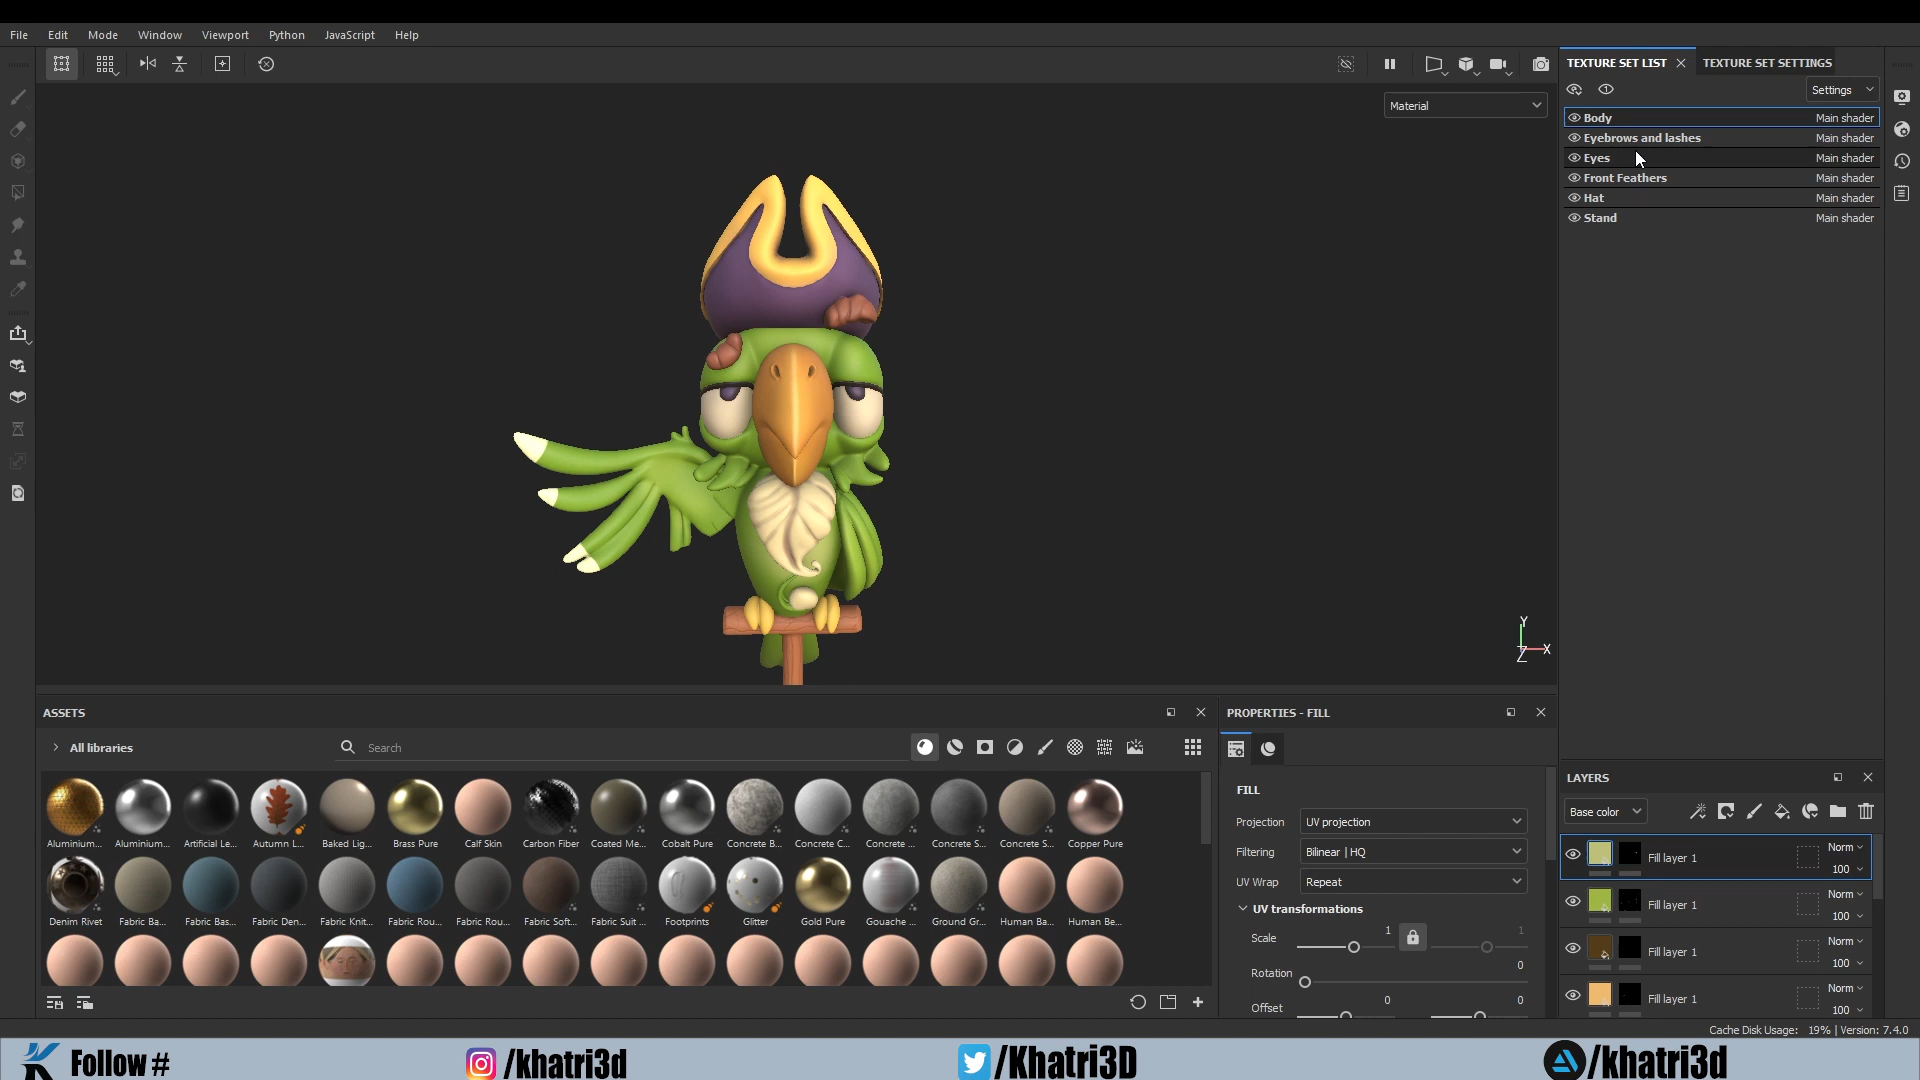 File Edit Mode Window Viewport Python JavaScript Help
TEXTURE SET LIST TEXTURE SET SETTINGS
Settings
Material
Body Main shader
Eyebrows and lashes Main shader
Eyes Main shader
Front Feathers Main shader
Hat Main shader
Stand Main shader
Y
X
Z
ASSETS
All libraries
Search
Aluminium... Aluminium... Artificial Le... Autumn L... Baked Lig... Brass Pure Calf Skin Carbon Fiber Coated Me... Cobalt Pure Concrete B... Concrete C... Concrete ... Concrete S... Concrete S... Copper Pure
Denim Rivet Fabric Ba... Fabric Bas... Fabric Den... Fabric Knit... Fabric Rou... Fabric Rou... Fabric Soft... Fabric Suit ... Footprints Glitter Gold Pure Gouache ... Ground Gr... Human Ba... Human Be...
PROPERTIES - FILL
FILL
Projection UV projection
Filtering Bilinear | HQ
UV Wrap Repeat
UV transformations
Scale 1 1
Rotation 0
Offset 0 0
LAYERS
Base color
Fill layer 1 Norm 100
Fill layer 1 Norm 100
Fill layer 1 Norm 100
Fill layer 1 Norm 100
Cache Disk Usage: 19% | Version: 7.4.0
Follow # /khatri3d /Khatri3D /khatri3d